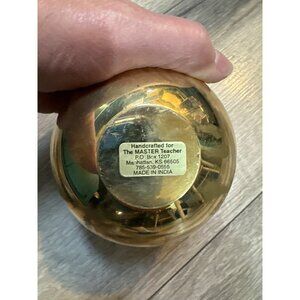 Handcrafted for
The MASTER Teacher
P.O. Box 1207
Manhattan, KS 66505
785-539-0555
MADE IN INDIA